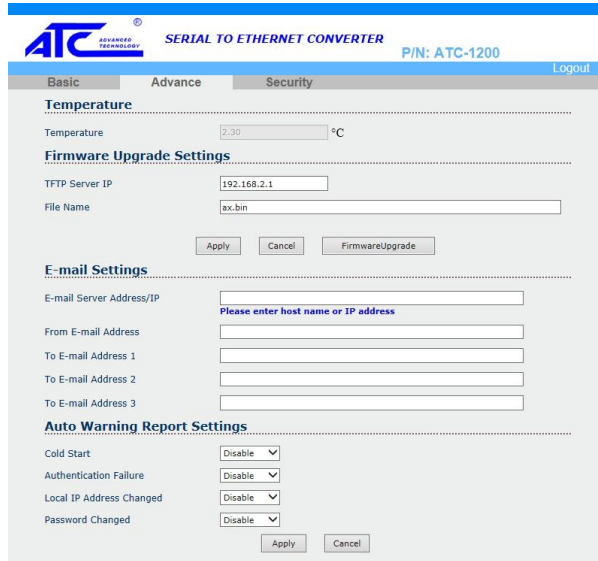 ®
ATC ADVANCED TECHNOLOGY
SERIAL TO ETHERNET CONVERTER
P/N: ATC-1200
Logout
Basic Advance Security
Temperature
Temperature 2.30 °C
Firmware Upgrade Settings
TFTP Server IP 192.168.2.1
File Name ax.bin
Apply Cancel FirmwareUpgrade
E-mail Settings
E-mail Server Address/IP
Please enter host name or IP address
From E-mail Address
To E-mail Address 1
To E-mail Address 2
To E-mail Address 3
Auto Warning Report Settings
Cold Start Disable
Authentication Failure Disable
Local IP Address Changed Disable
Password Changed Disable
Apply Cancel